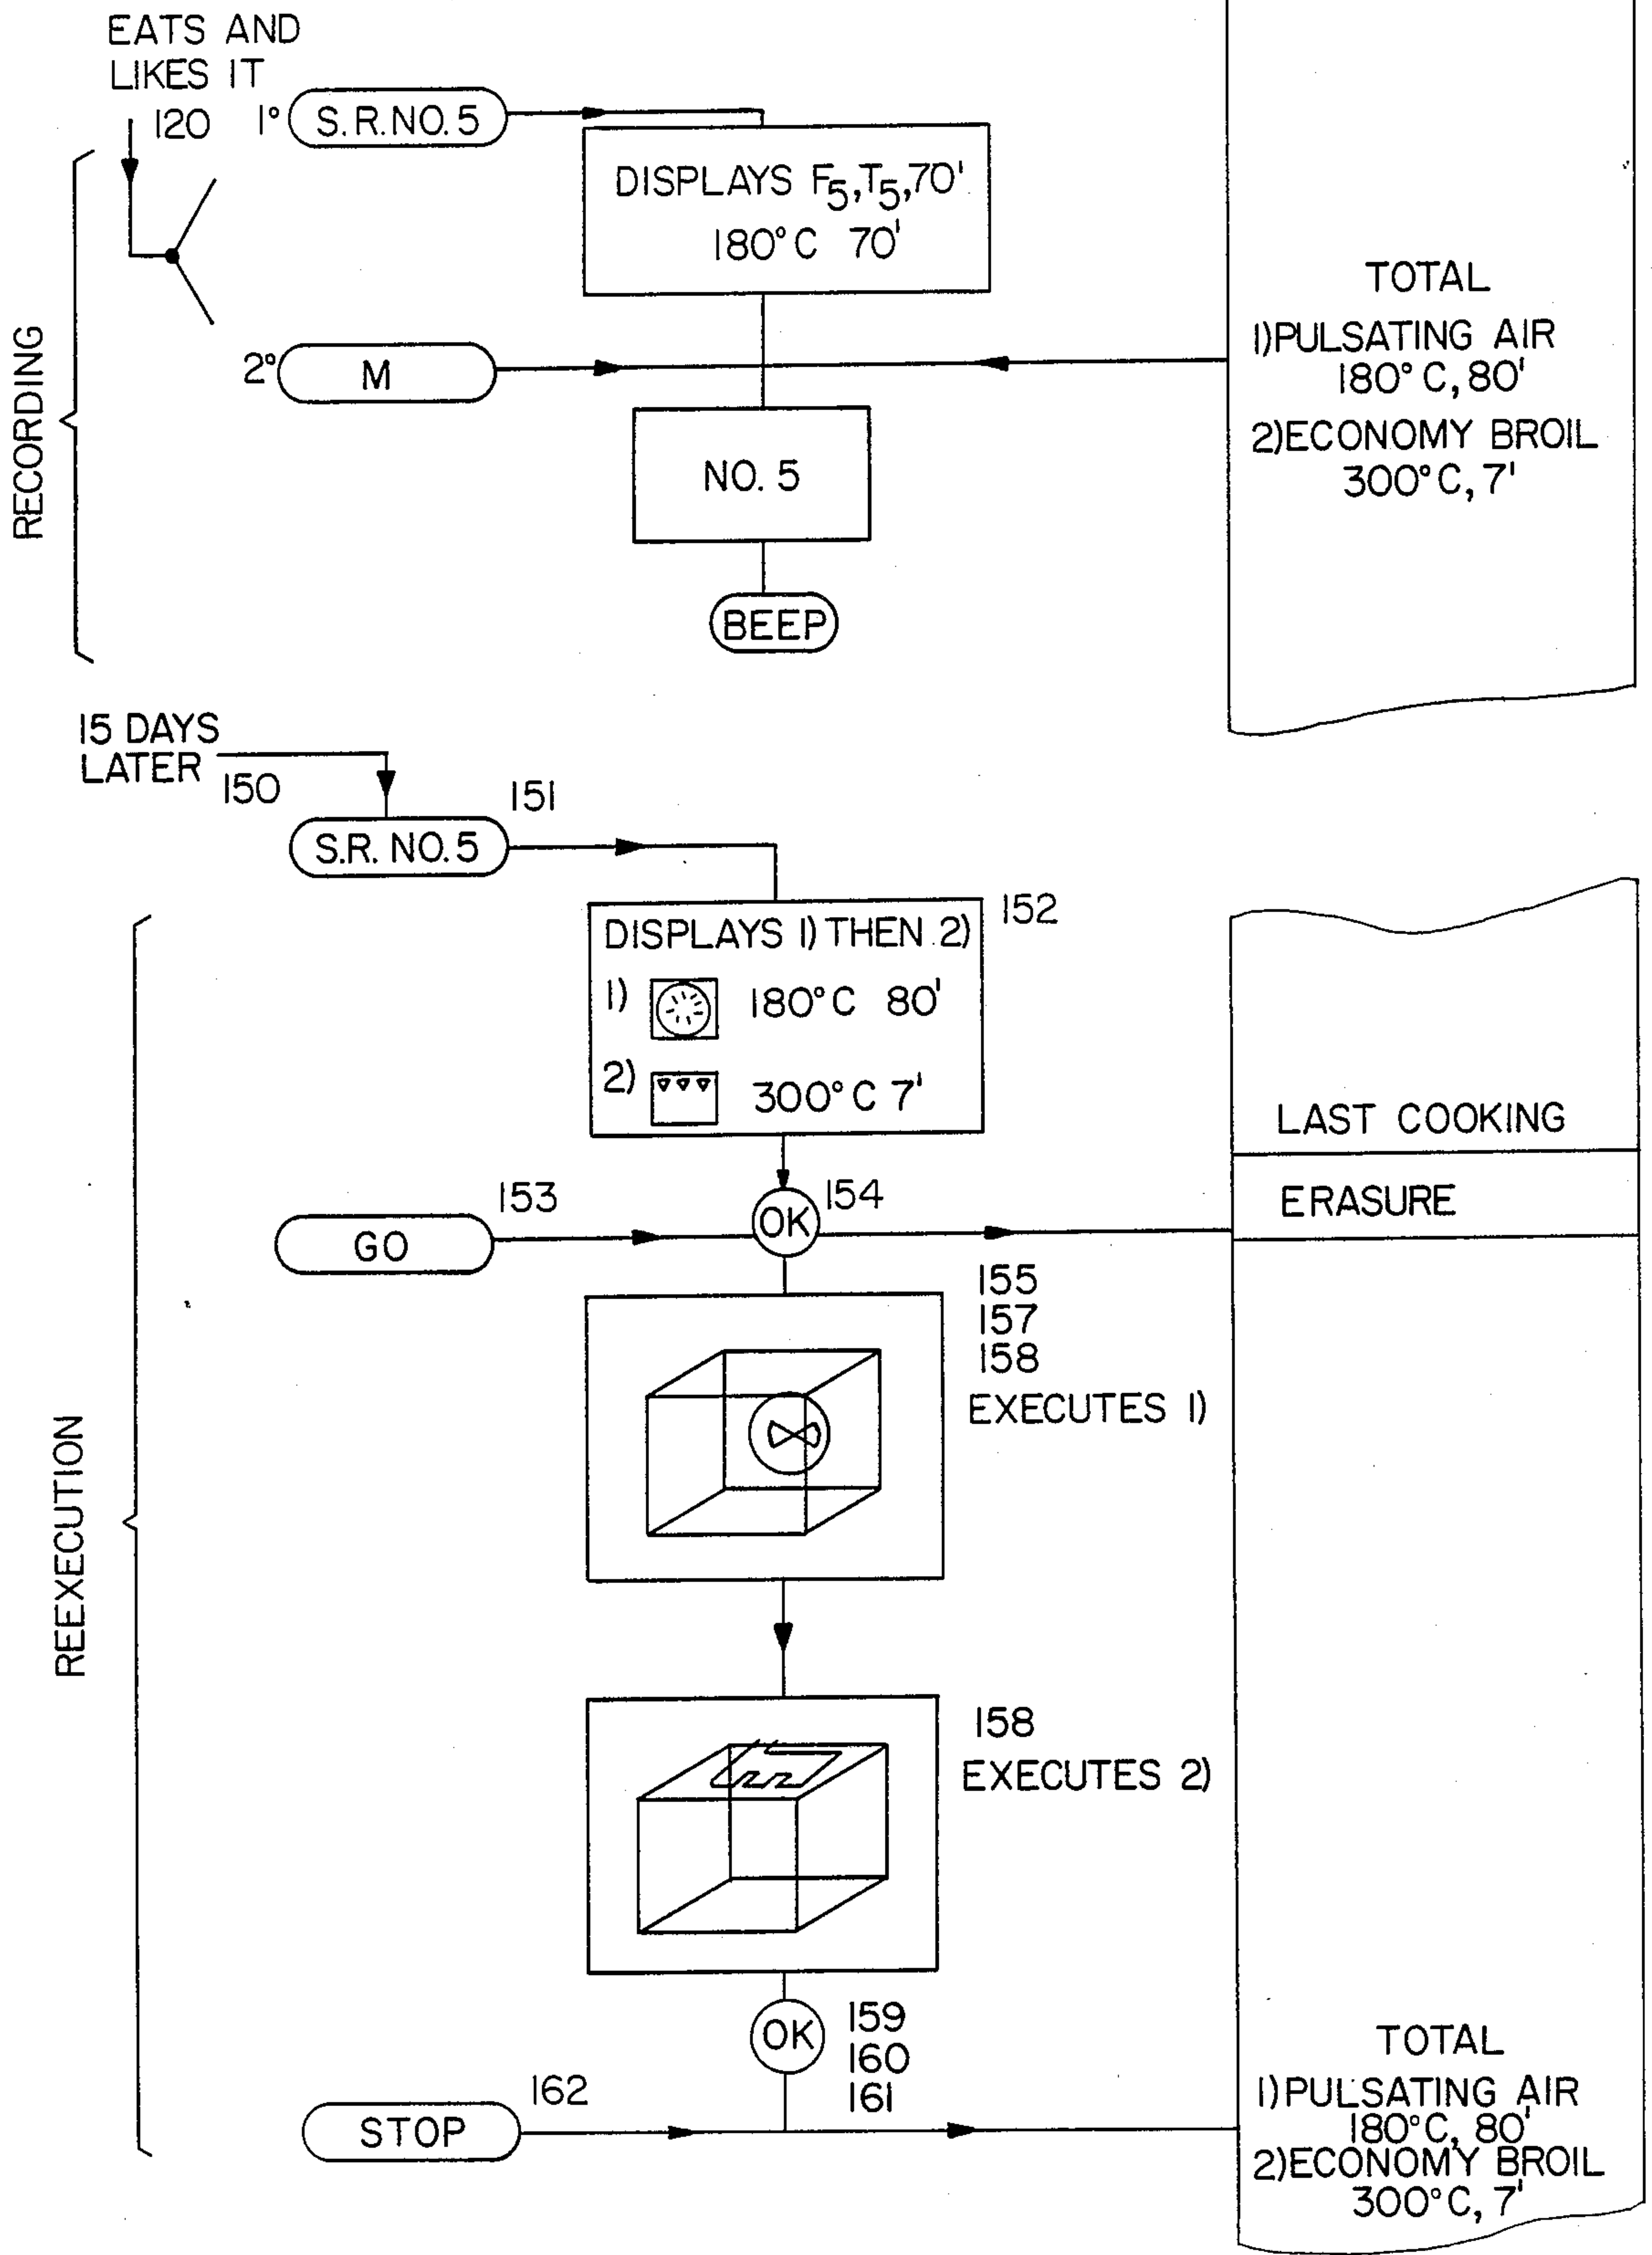 EATS AND
LIKES IT
120
1° S.R.NO.5
DISPLAYS F5,T5,70'
180°C 70'
RECORDING
2° M
TOTAL
1)PULSATING AIR
180°C,80'
2)ECONOMY BROIL
300°C,7'
NO. 5
BEEP
15 DAYS
LATER
150
151
S.R. NO.5
152
DISPLAYS 1) THEN 2)
1) 180°C 80'
2) 300°C 7'
LAST COOKING
ERASURE
153
GO
OK
154
155
157
158
EXECUTES 1)
REEXECUTION
158
EXECUTES 2)
OK
159
160
161
162
STOP
TOTAL
1)PULSATING AIR
180°C, 80'
2)ECONOMY BROIL
300°C, 7'